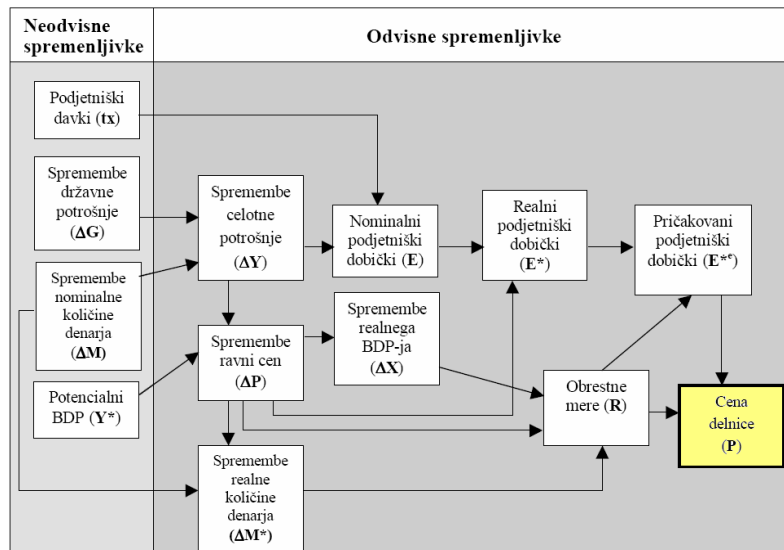 Neodvisne
spremenljivke
Odvisne spremenljivke
Podjetniški
davki (tx)
Spremembe
državne
potrošnje
(ΔG)
Spremembe
nominalne
količine
denarja
(ΔM)
Potencialni
BDP (Y*)
Spremembe
celotne
potrošnje
(ΔY)
Nominalni
podjetniški
dobički (E)
Realni
podjetniški
dobički
(E*)
Pričakovani
podjetniški
dobički (E*ᵉ)
Spremembe
ravni cen
(ΔP)
Spremembe
realnega
BDP-ja
(ΔX)
Obrestne
mere (R)
Cena
delnice
(P)
Spremembe
realne
količine
denarja
(ΔM*)